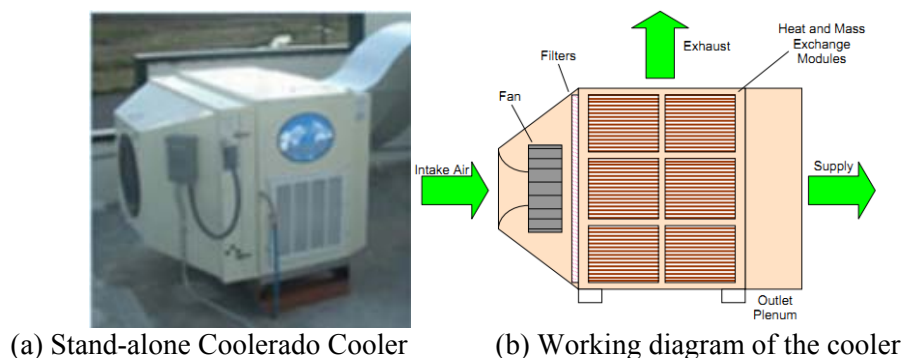 Exhaust
Heat and Mass
Exchange
Modules
Filters
Fan
Intake Air
Supply
Outlet
Plenum
(a) Stand-alone Coolerado Cooler
(b) Working diagram of the cooler